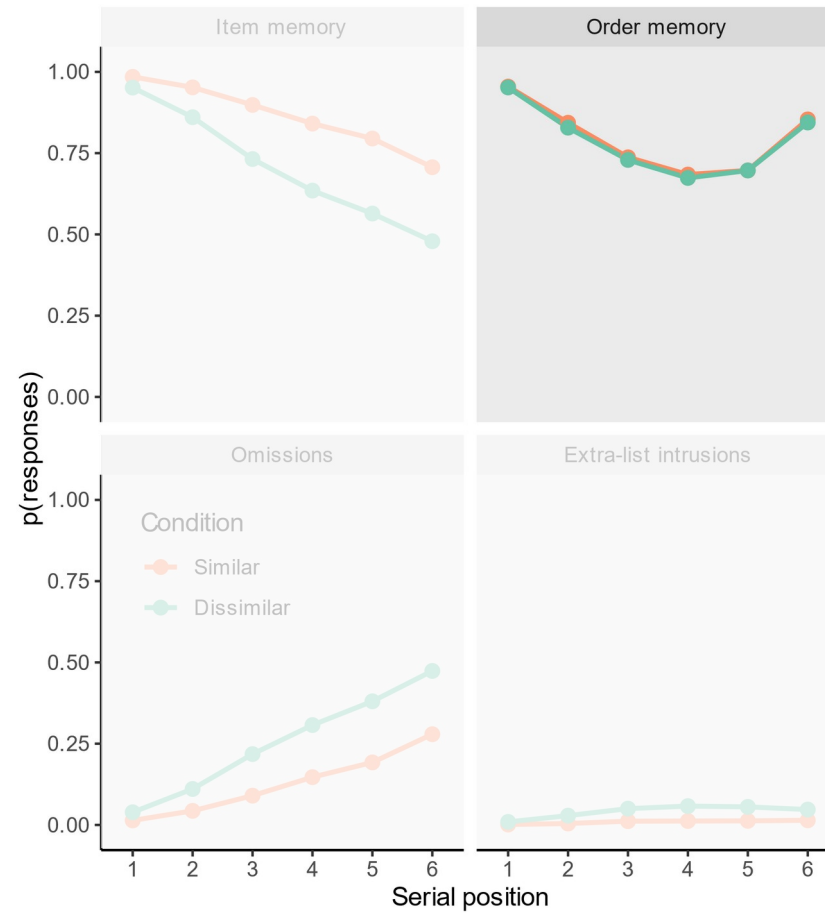 Item memory
Order memory
1.00
0.75
0.50
0.25
0.00
Omissions
Extra-list intrusions
p(responses)
1.00
0.75
0.50
0.25
0.00
Condition
Similar
Dissimilar
1 2 3 4 5 6
1 2 3 4 5 6
Serial position